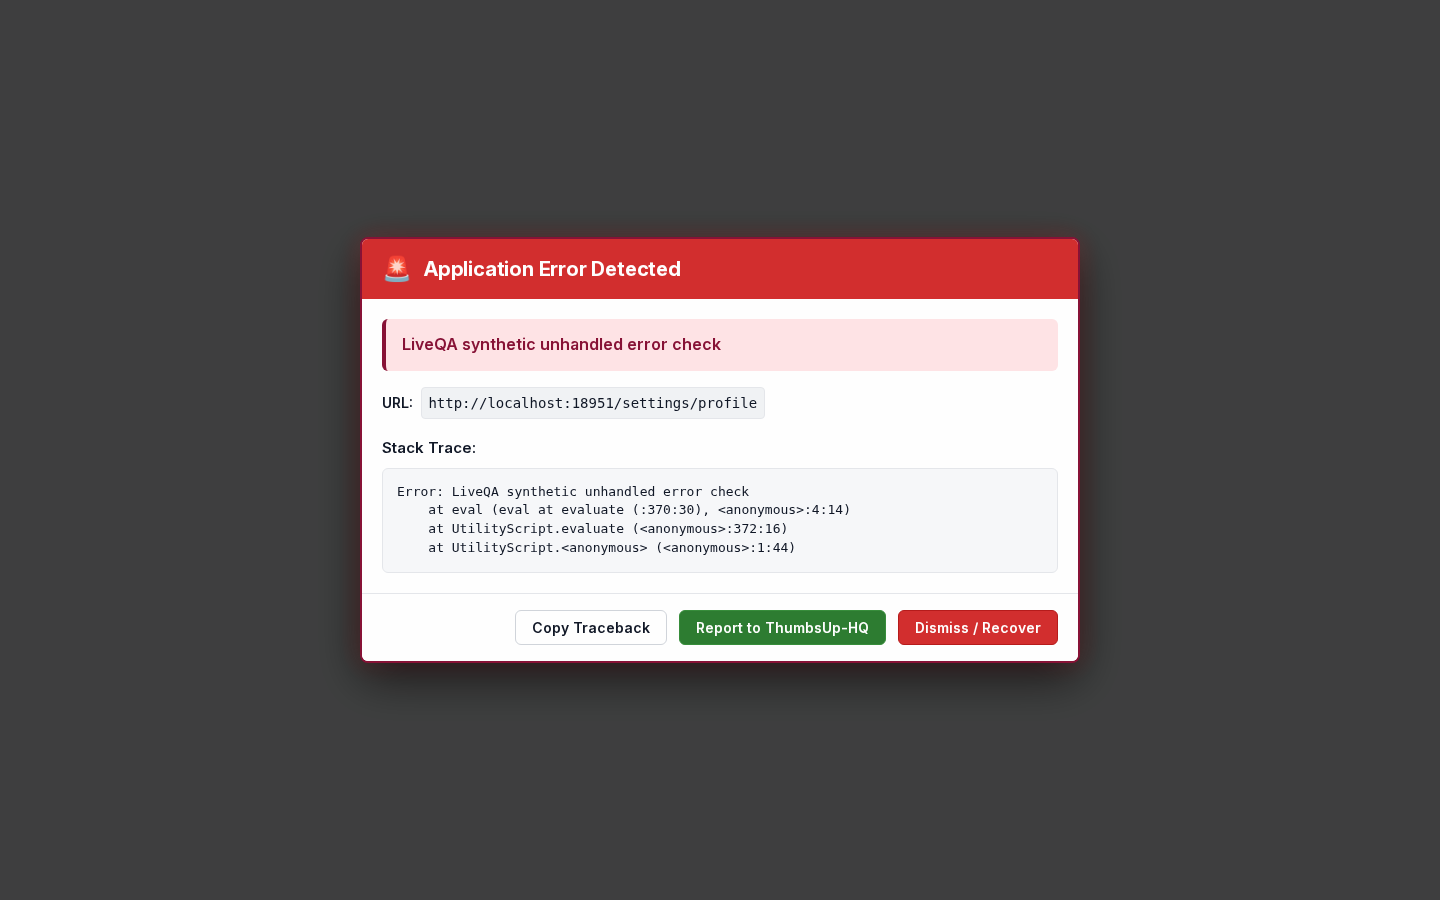 🚨 Application Error Detected
LiveQA synthetic unhandled error check
URL: http://localhost:18951/settings/profile
Stack Trace:
Error: LiveQA synthetic unhandled error check
    at eval (eval at evaluate (:370:30), <anonymous>:4:14)
    at UtilityScript.evaluate (<anonymous>:372:16)
    at UtilityScript.<anonymous> (<anonymous>:1:44)
Copy Traceback
Report to ThumbsUp-HQ
Dismiss / Recover